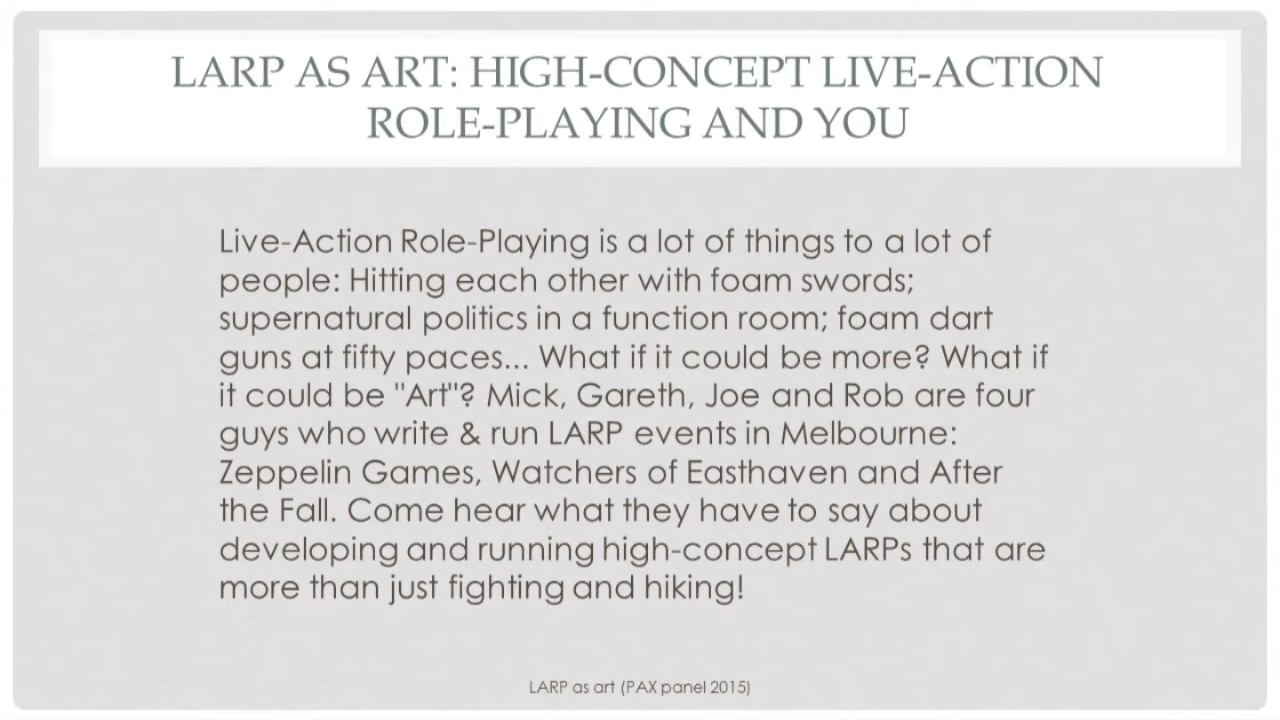 LARP AS ART: HIGH-CONCEPT LIVE-ACTION
ROLE-PLAYING AND YOU
Live-Action Role-Playing is a lot of things to a lot of
people: Hitting each other with foam swords;
supernatural politics in a function room; foam dart
guns at fifty paces... What if it could be more? What if
it could be "Art"? Mick, Gareth, Joe and Rob are four
guys who write & run LARP events in Melbourne:
Zeppelin Games, Watchers of Easthaven and After
the Fall. Come hear what they have to say about
developing and running high-concept LARPs that are
more than just fighting and hiking!
LARP as art (PAX panel 2015)